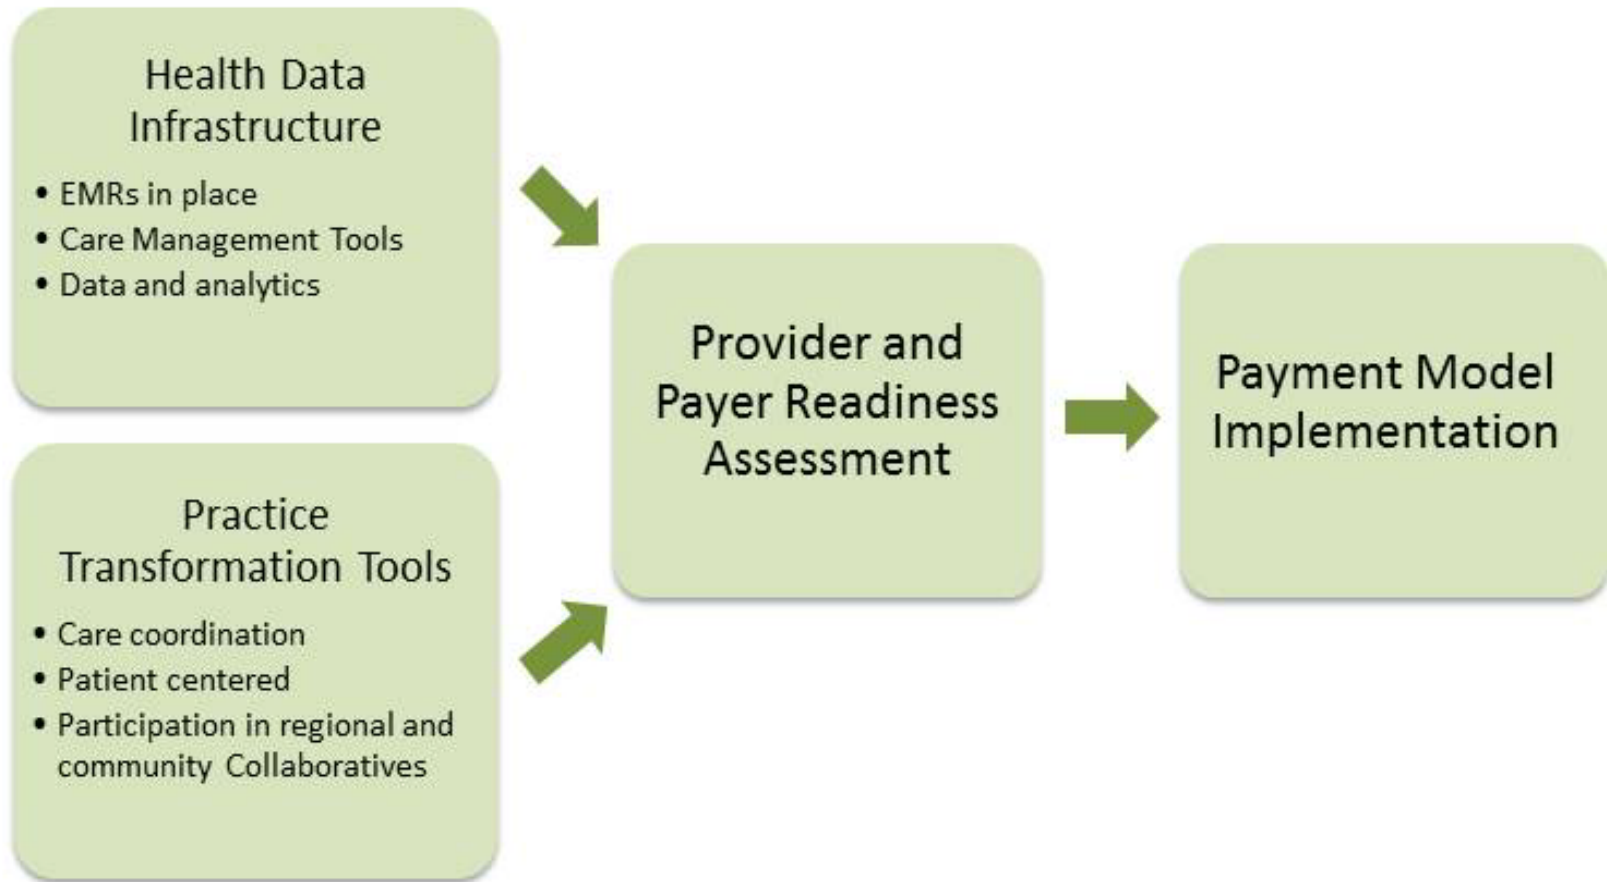 Health Data
Infrastructure
• EMRs in place
• Care Management Tools
• Data and analytics
Practice
Transformation Tools
• Care coordination
• Patient centered
• Participation in regional and
community Collaboratives
Provider and
Payer Readiness
Assessment
Payment Model
Implementation